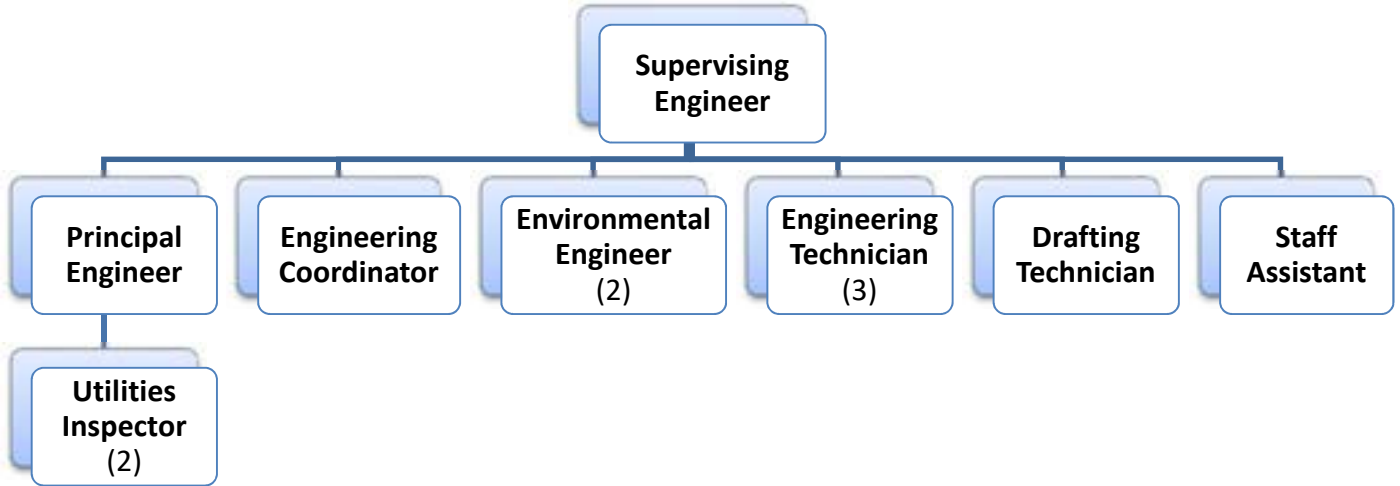 Supervising
Engineer
Principal
Engineer
Engineering
Coordinator
Environmental
Engineer
(2)
Engineering
Technician
(3)
Drafting
Technician
Staff
Assistant
Utilities
Inspector
(2)